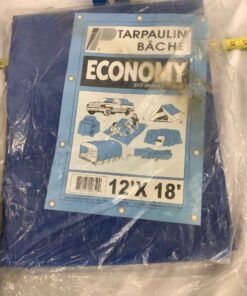 TARPAULIN
BÂCHE
ECONOMY
12'X 18'